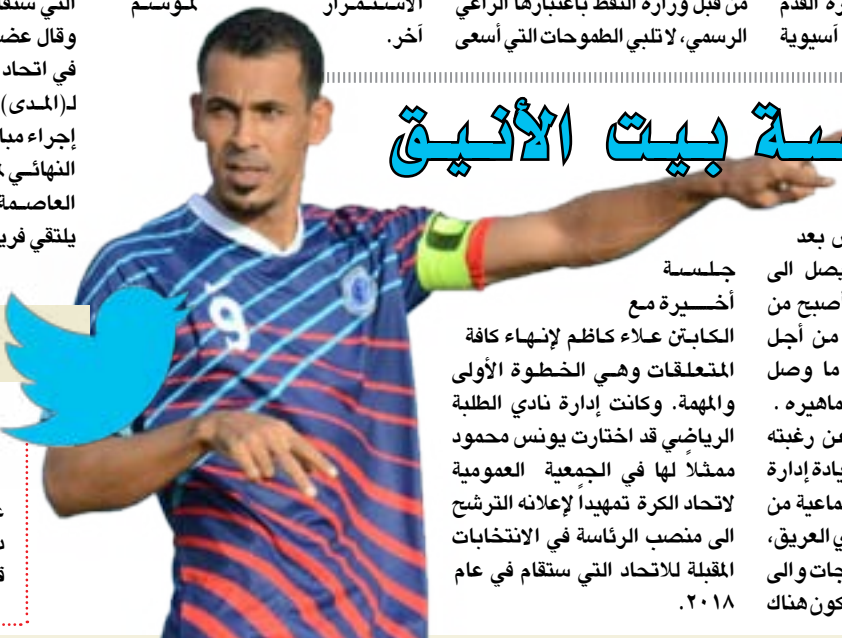 رة القدم
أسيوية
من قبل وزارة النفط باعتبارها الراعي
الرسمي، لا تلبي الطموحات التي أسعى
الاستمرار لموسم
آخر.
التي ستق
وقال عض
في اتحاد
لـ(المدى)
إجراء مبا
النهائي
العاصمة
يلتقي فري
بيت الأنيق
بعد
يصل الى
أصبح من
من أجل
ما وصل
ماهيره .
عن رغبته
يادة إدارة
ماعية من
ي العريق،
جات والى
كون هناك
جلسة
أخيرة مع
الكابتن علاء كاظم لإنهاء كافة
المتعلقات وهي الخطوة الأولى
والمهمة. وكانت إدارة نادي الطلبة
الرياضي قد اختارت يونس محمود
ممثلاً لها في الجمعية العمومية
لاتحاد الكرة تمهيداً لإعلانه الترشح
الى منصب الرئاسة في الانتخابات
المقبلة للاتحاد التي ستقام في عام
٢٠١٨.
9